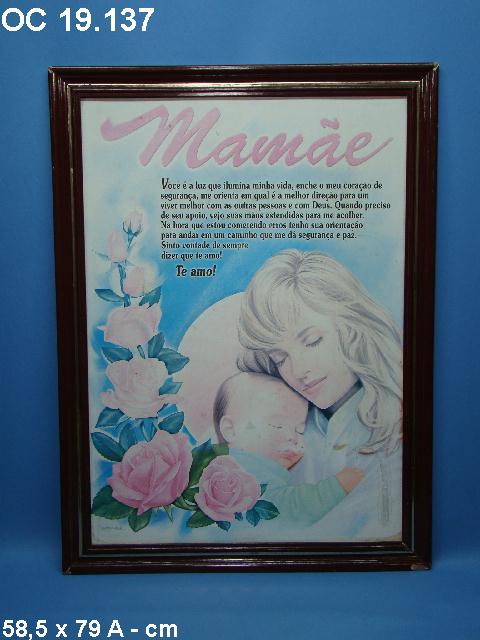 OC 19.137
Mamãe
Você é a luz que ilumina minha vida, enche o meu coração de
segurança, me orienta em qual é a melhor direção para um
viver melhor com as outras pessoas e com Deus. Quando preciso
de seu apoio, vejo suas mãos estendidas para me acolher.
Na hora que estou cometendo erros tenho sua orientação
para andar em um caminho que me dá segurança e paz.
Sinto vontade de sempre
dizer que te amo!
Te amo!
58,5 x 79 A - cm